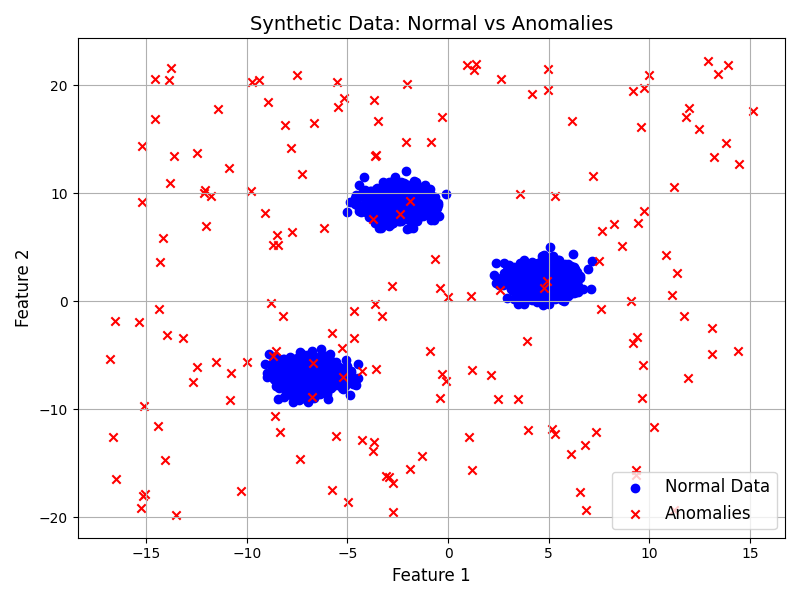 Synthetic Data: Normal vs Anomalies
Feature 2
20
10
0
−10
−20
−15
−10
−5
0
5
10
15
Feature 1
Normal Data
Anomalies